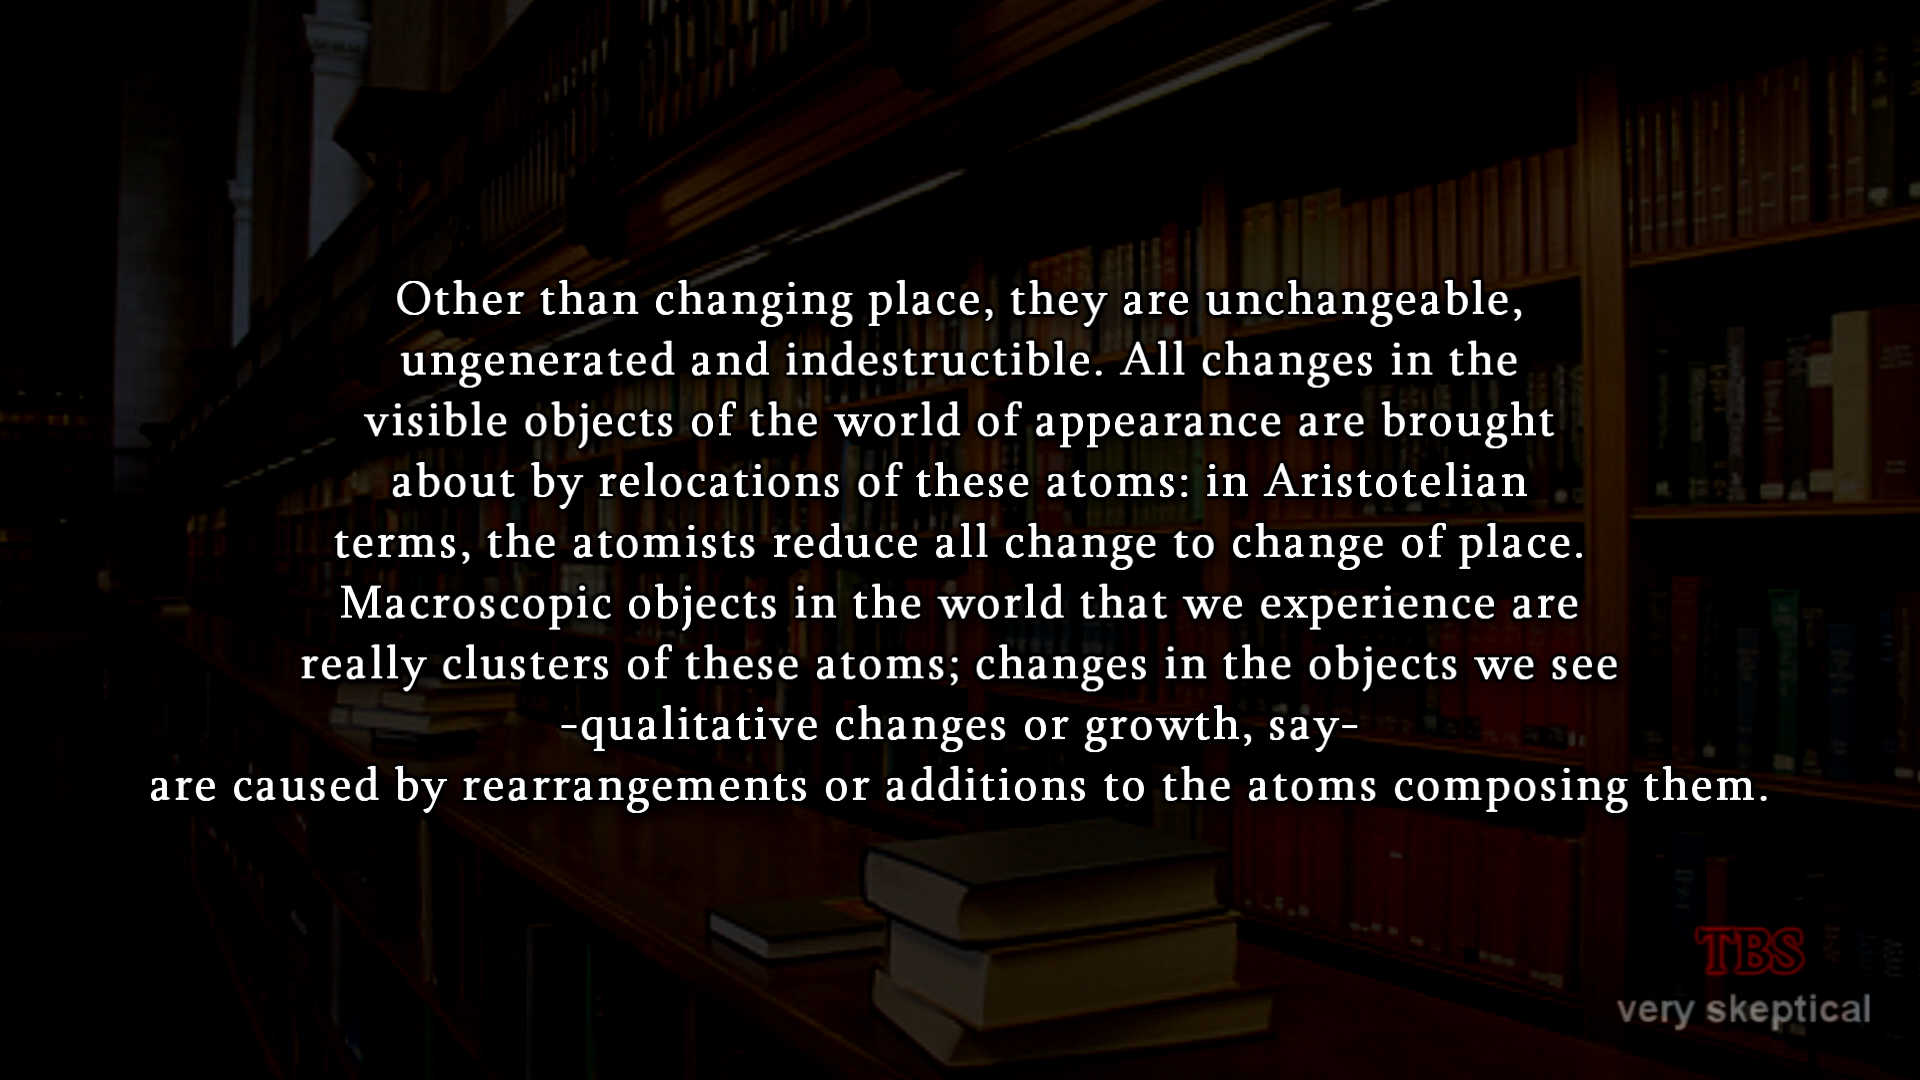 Other than changing place, they are unchangeable,
ungenerated and indestructible. All changes in the
visible objects of the world of appearance are brought
about by relocations of these atoms: in Aristotelian
terms, the atomists reduce all change to change of place.
Macroscopic objects in the world that we experience are
really clusters of these atoms; changes in the objects we see
-qualitative changes or growth, say-
are caused by rearrangements or additions to the atoms composing them.
TBS
very skeptical